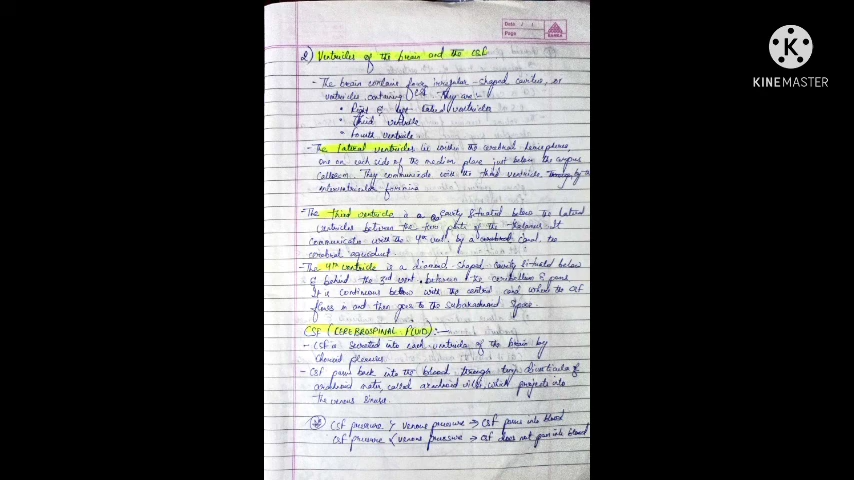 Date / /
Page
K
KINEMASTER
2) Ventricles of the brain and the CSF
- The brain contains four irregular - shaped cavities, or
ventricles containing CSF. They are :-
• Right & left lateral ventricles
• Third ventricle
• Fourth ventricle
- The lateral ventricles lie within the cerebral hemispheres
one on each side of the median plane just below the corpus
callosum. They communicate with the third ventricle by
interventricular foramina
- The third ventricle is a cavity situated below the lateral
ventricles between the two parts of the thalamus. It
communicates with the 4th vent. by a canal, the
cerebral aqueduct.
- The 4th ventricle is a diamond - shaped cavity situated below
& behind the 3rd vent. between the cerebellum & pons.
It is continuous below with the central canal where the CSF
flows in and then goes to the subarachnoid space.
CSF (CEREBROSPINAL FLUID) :-
- CSF is secreted into each ventricle of the brain by
choroid plexuses
- CSF pass back into the blood through tiny diverticula of
arachnoid mater, called arachnoid villi, which projects into
the venous sinuses.
CSF pressure > venous pressure → CSF passes into blood
CSF pressure < venous pressure → CSF does not pass into blood